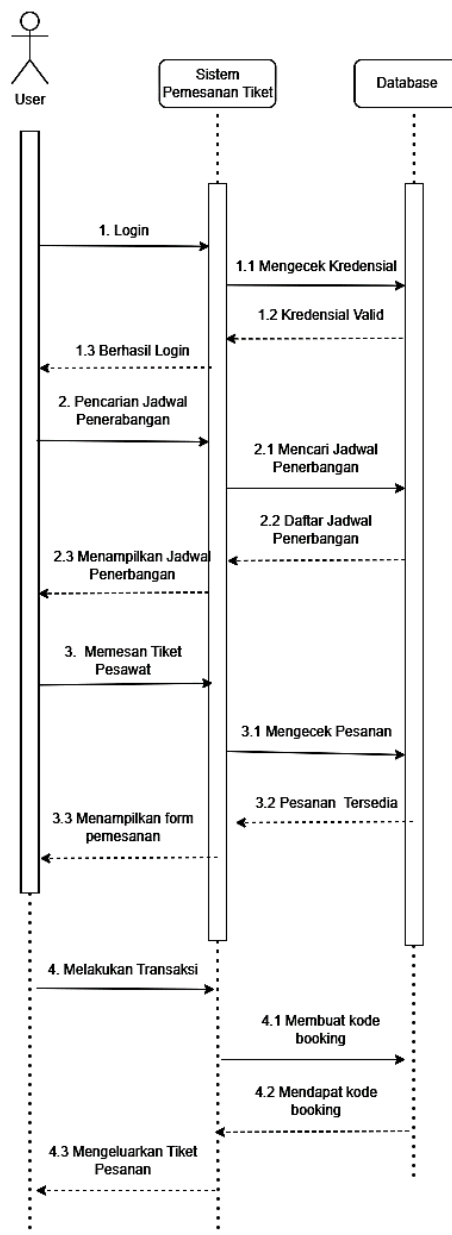 User
Sistem
Pemesanan Tiket
Database
1. Login
1.1 Mengecek Kredensial
1.2 Kredensial Valid
1.3 Berhasil Login
2. Pencarian Jadwal
Penerabangan
2.1 Mencari Jadwal
Penerbangan
2.2 Daftar Jadwal
Penerbangan
2.3 Menampilkan Jadwal
Penerbangan
3. Memesan Tiket
Pesawat
3.1 Mengecek Pesanan
3.2 Pesanan Tersedia
3.3 Menampilkan form
pemesanan
4. Melakukan Transaksi
4.1 Membuat kode
booking
4.2 Mendapat kode
booking
4.3 Mengeluarkan Tiket
Pesanan